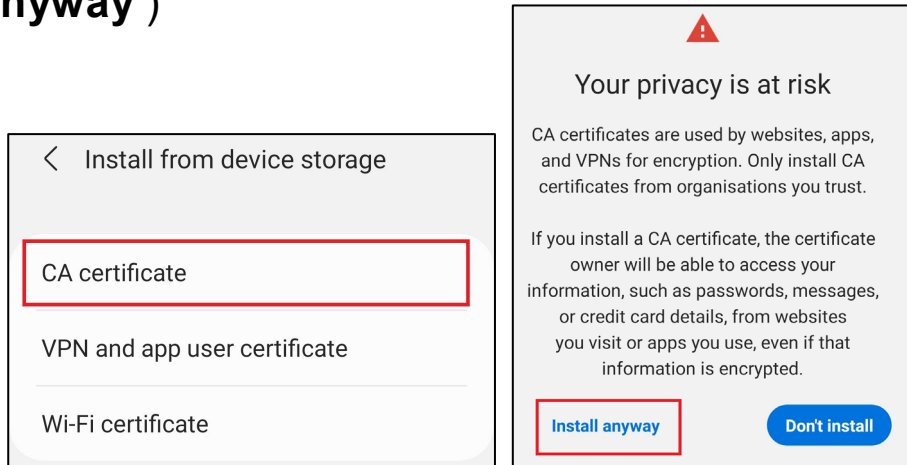 nyway )
Install from device storage
CA certificate
VPN and app user certificate
Wi-Fi certificate
Your privacy is at risk
CA certificates are used by websites, apps,
and VPNs for encryption. Only install CA
certificates from organisations you trust.
If you install a CA certificate, the certificate
owner will be able to access your
information, such as passwords, messages,
or credit card details, from websites
you visit or apps you use, even if that
information is encrypted.
Install anyway
Don't install